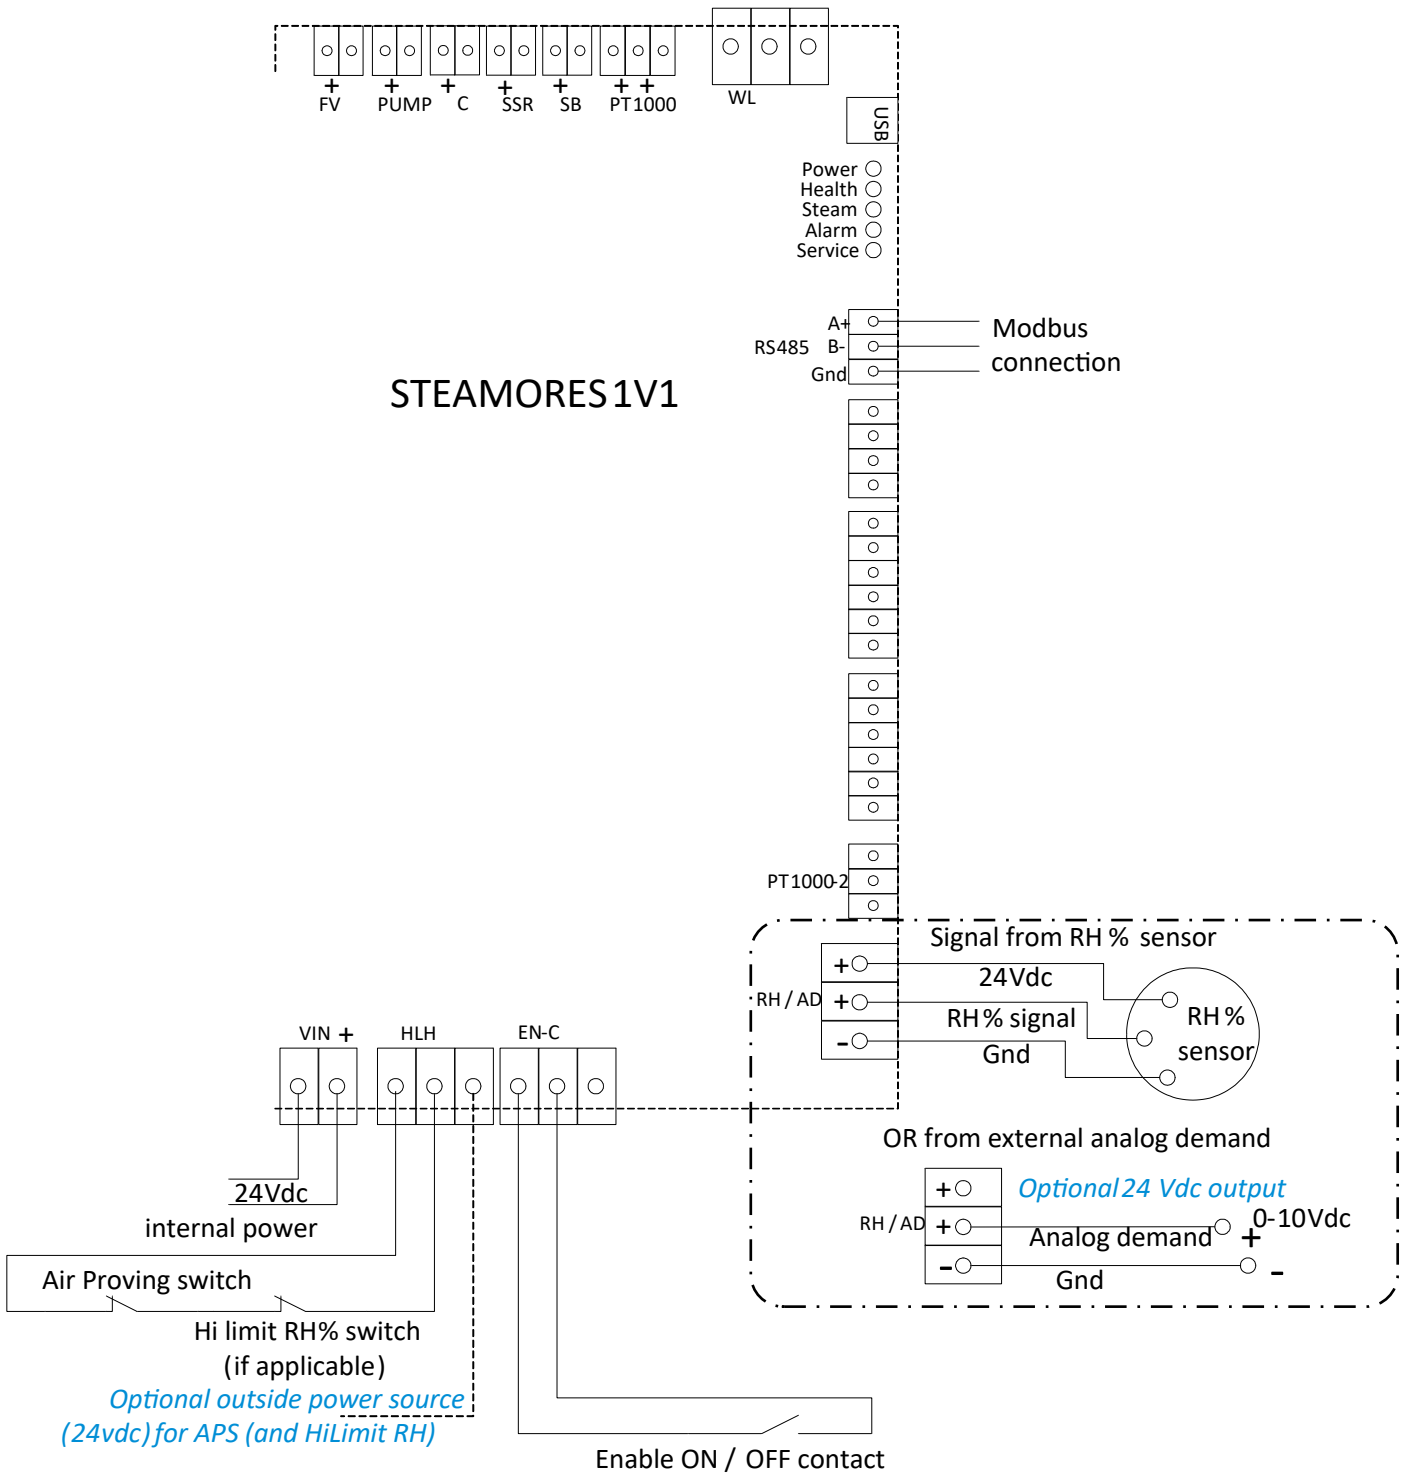 + + + + + + +
FV PUMP C SSR SB PT1000
WL
USB
Power
Health
Steam
Alarm
Service
A+
RS485 B-
Gnd
Modbus
connection
STEAMORES 1V1
PT1000-2
Signal from RH % sensor
+
24Vdc
RH / AD +
RH % signal
-
Gnd
RH %
sensor
VIN + HLH EN-C
OR from external analog demand
+ Optional 24 Vdc output
RH / AD + Analog demand + 0-10Vdc
- Gnd -
24Vdc
internal power
Air Proving switch
Hi limit RH% switch
(if applicable)
Optional outside power source
(24vdc) for APS (and HiLimit RH)
Enable ON / OFF contact